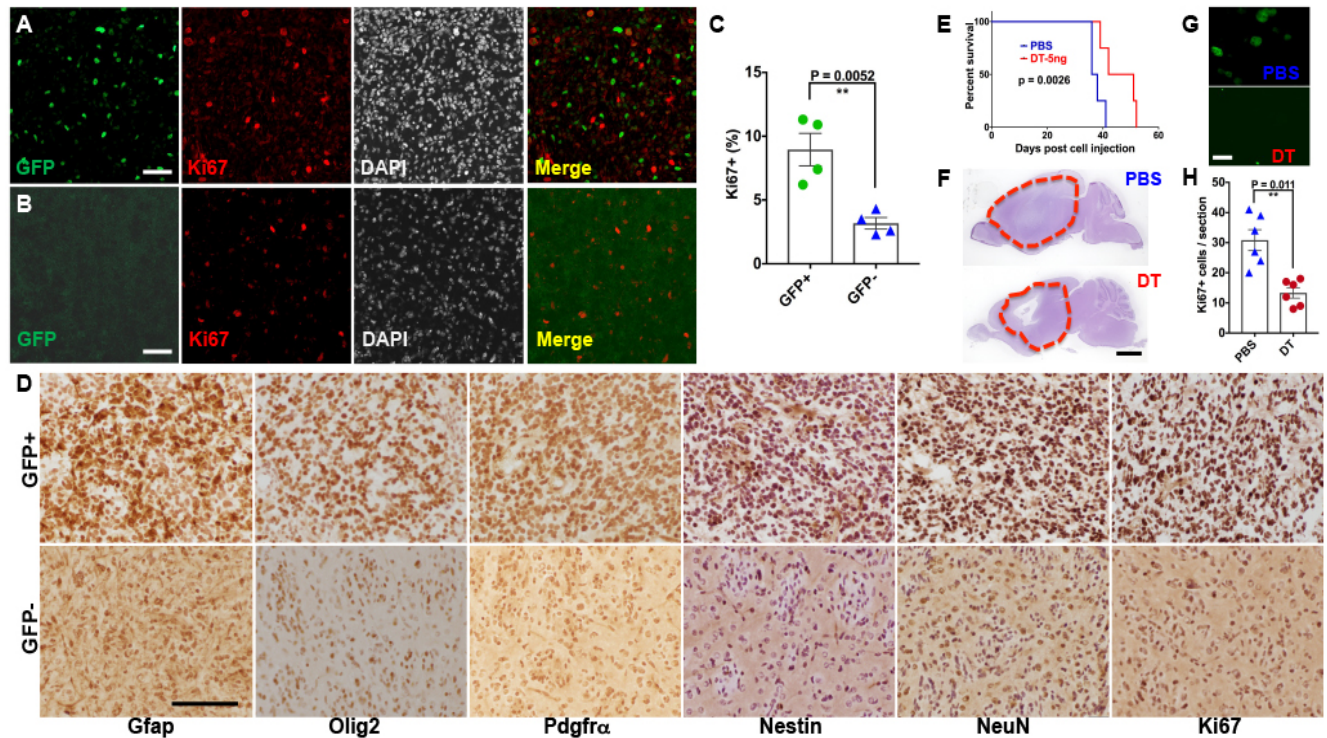 A
GFP
Ki67
DAPI
Merge
B
GFP
Ki67
DAPI
Merge
C
P = 0.0052
**
Ki67+ (%)
15
10
5
0
GFP+
GFP-
D
GFP+
GFP-
Gfap
Olig2
Pdgfrα
Nestin
NeuN
Ki67
E
Percent survival
100
50
0
PBS
DT-5ng
p = 0.0026
0
20
40
60
Days post cell injection
F
PBS
DT
G
PBS
DT
H
P = 0.011
**
Ki67+ cells / section
50
40
30
20
10
0
PBS
DT